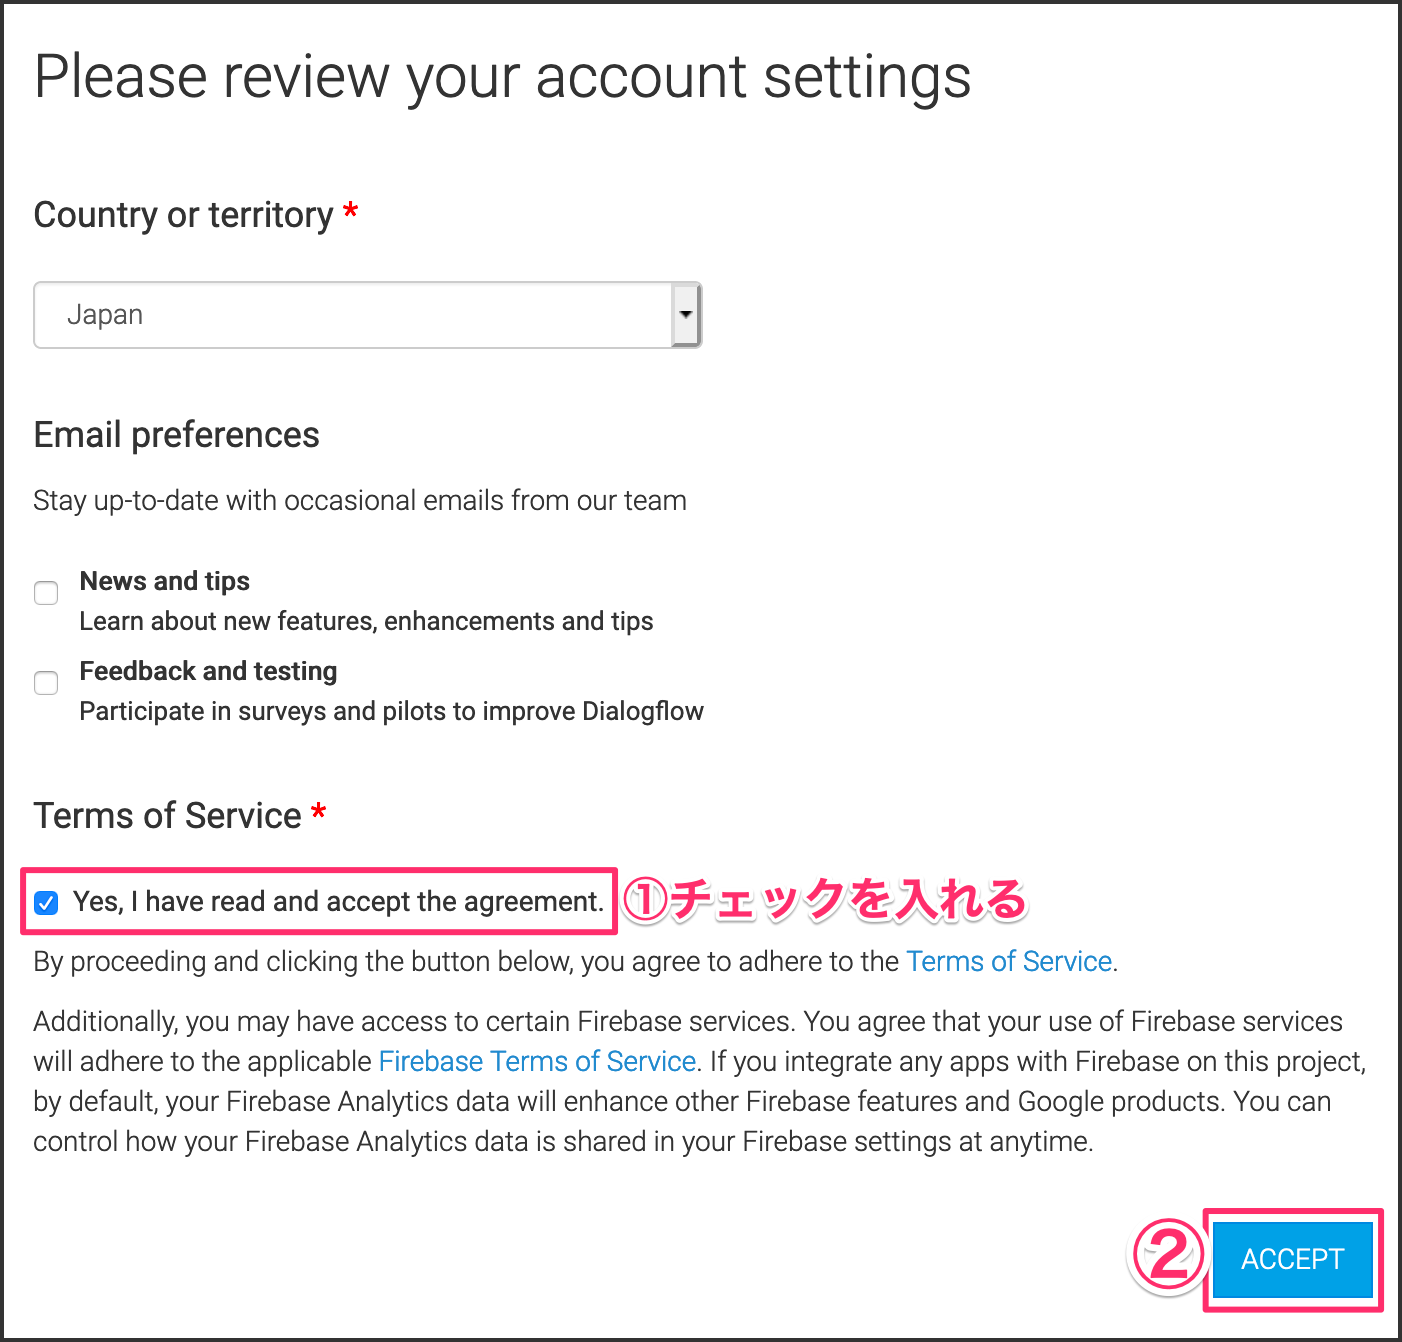 Please review your account settings
Country or territory *
Japan
Email preferences
Stay up-to-date with occasional emails from our team
News and tips
Learn about new features, enhancements and tips
Feedback and testing
Participate in surveys and pilots to improve Dialogflow
Terms of Service *
Yes, I have read and accept the agreement. ①チェックを入れる
By proceeding and clicking the button below, you agree to adhere to the Terms of Service.
Additionally, you may have access to certain Firebase services. You agree that your use of Firebase services
will adhere to the applicable Firebase Terms of Service. If you integrate any apps with Firebase on this project,
by default, your Firebase Analytics data will enhance other Firebase features and Google products. You can
control how your Firebase Analytics data is shared in your Firebase settings at anytime.
② ACCEPT